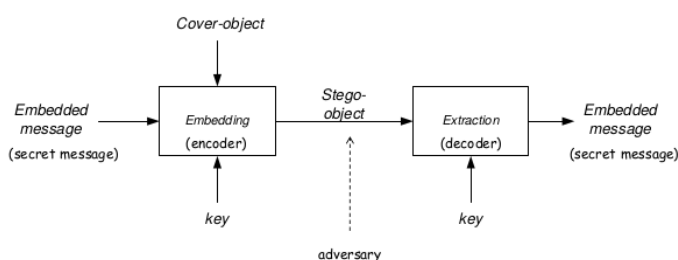 Cover-object
Embedded
message
(secret message)
Embedding
(encoder)
Stego-
object
Extraction
(decoder)
Embedded
message
(secret message)
key
key
adversary